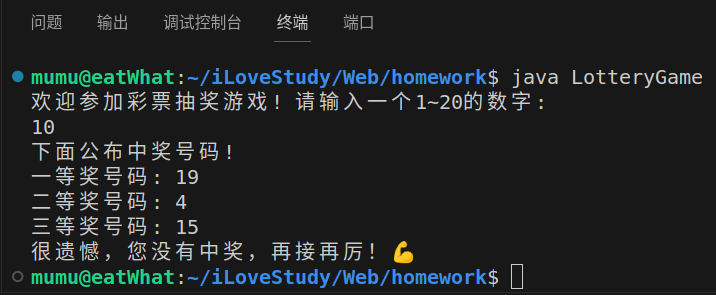 问题 输出 调试控制台 终端 端口
mumu@eatWhat:~/iLoveStudy/Web/homework$ java LotteryGame
欢迎参加彩票抽奖游戏！请输入一个1~20的数字：
10
下面公布中奖号码！
一等奖号码：19
二等奖号码：4
三等奖号码：15
很遗憾，您没有中奖，再接再厉！💪
mumu@eatWhat:~/iLoveStudy/Web/homework$